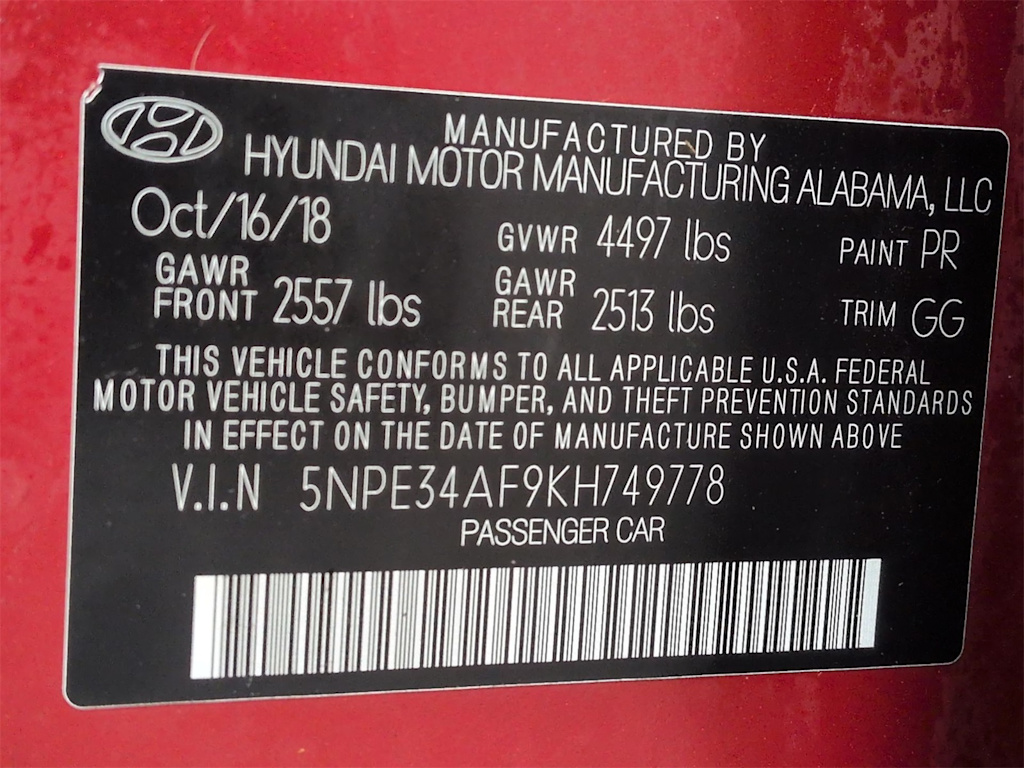 MANUFACTURED BY
HYUNDAI MOTOR MANUFACTURING ALABAMA, LLC
Oct/16/18 GVWR 4497 lbs PAINT PR
GAWR FRONT 2557 lbs GAWR REAR 2513 lbs TRIM GG
THIS VEHICLE CONFORMS TO ALL APPLICABLE U.S.A. FEDERAL
MOTOR VEHICLE SAFETY, BUMPER, AND THEFT PREVENTION STANDARDS
IN EFFECT ON THE DATE OF MANUFACTURE SHOWN ABOVE
V.I.N 5NPE34AF9KH749778
PASSENGER CAR